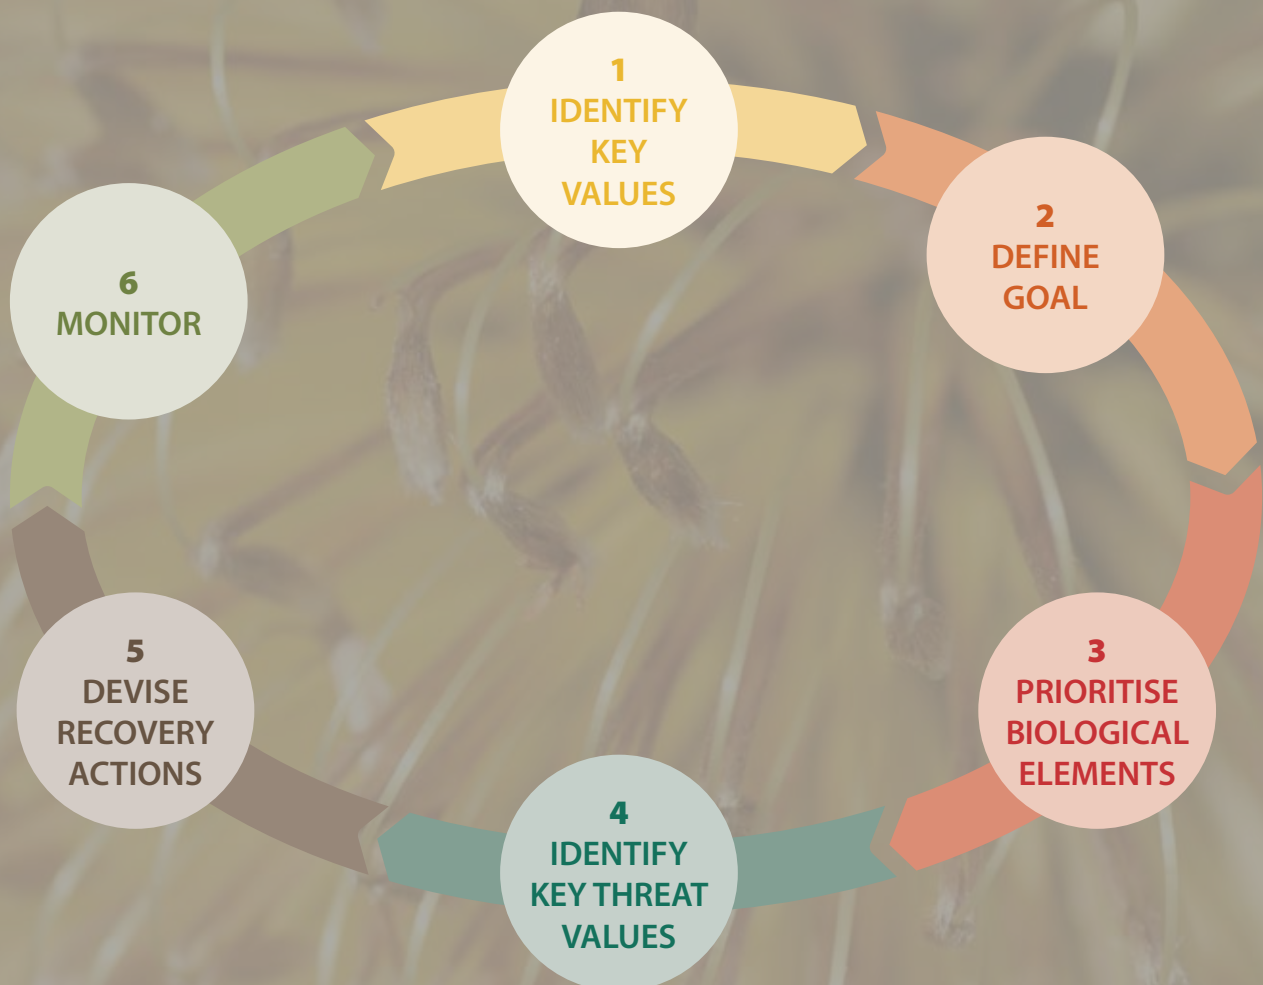 1
IDENTIFY
KEY
VALUES
2
DEFINE
GOAL
3
PRIORITISE
BIOLOGICAL
ELEMENTS
4
IDENTIFY
KEY THREAT
VALUES
5
DEVISE
RECOVERY
ACTIONS
6
MONITOR